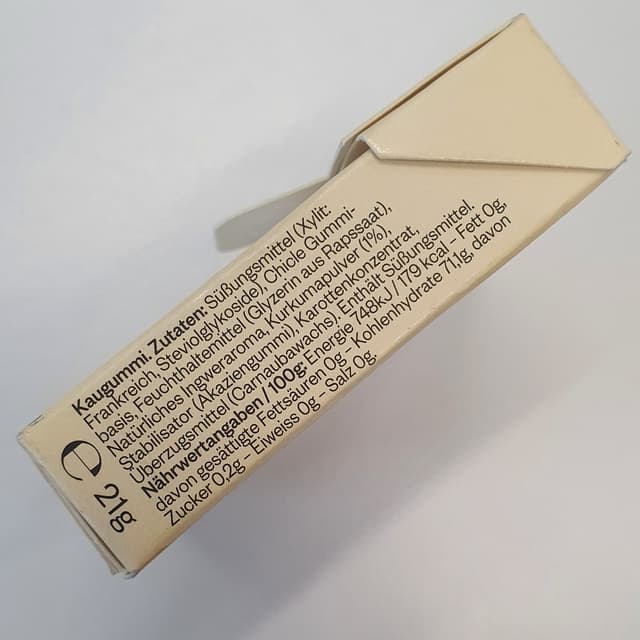 Kaugummi. Zutaten: Süßungsmittel (Xylit:
Frankreich, Steviolglykoside), Chicle Gummi-
basis, Feuchthaltemittel (Glyzerin aus Rapssaat),
Natürliches Ingweraroma, Kurkumapulver (1%),
Stabilisator (Akaziengummi), Karottenkonzentrat,
Überzugsmittel (Carnaubawachs). Enthält Süßungsmittel.
Nährwertangaben / 100g: Energie 748kJ / 179 kcal – Fett 0g,
davon gesättigte Fettsäuren 0g – Kohlenhydrate 71,1g, davon
Zucker 0,2g – Eiweiss 0g – Salz 0g.
e 21g